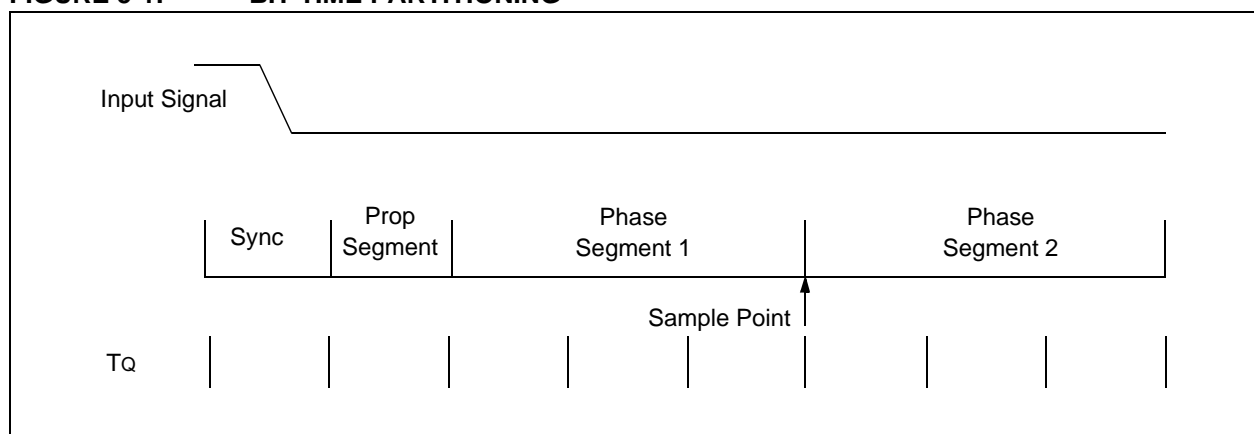 Input Signal
Sync
Prop
Segment
Phase
Segment 1
Phase
Segment 2
Sample Point
TQ